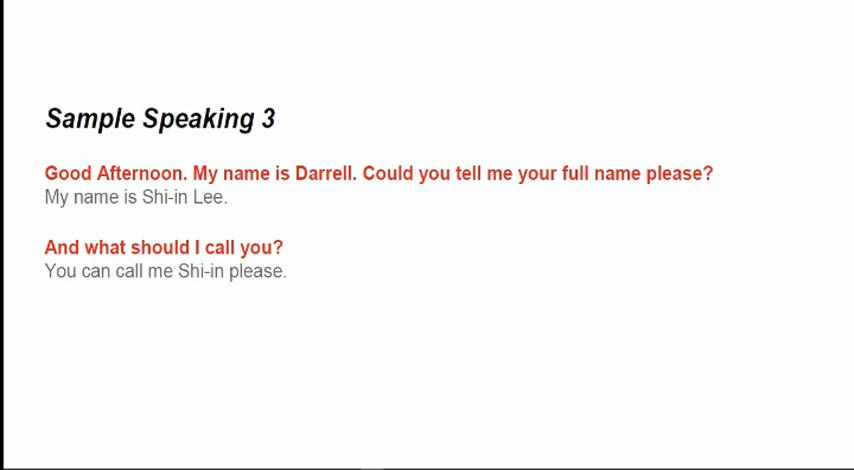 Sample Speaking 3
Good Afternoon. My name is Darrell. Could you tell me your full name please?
My name is Shi-in Lee.
And what should I call you?
You can call me Shi-in please.